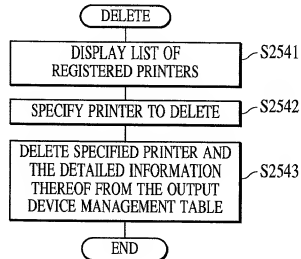 DELETE
DISPLAY LIST OF
REGISTERED PRINTERS
S2541
SPECIFY PRINTER TO DELETE
S2542
DELETE SPECIFIED PRINTER AND
THE DETAILED INFORMATION
THEREOF FROM THE OUTPUT
DEVICE MANAGEMENT TABLE
S2543
END